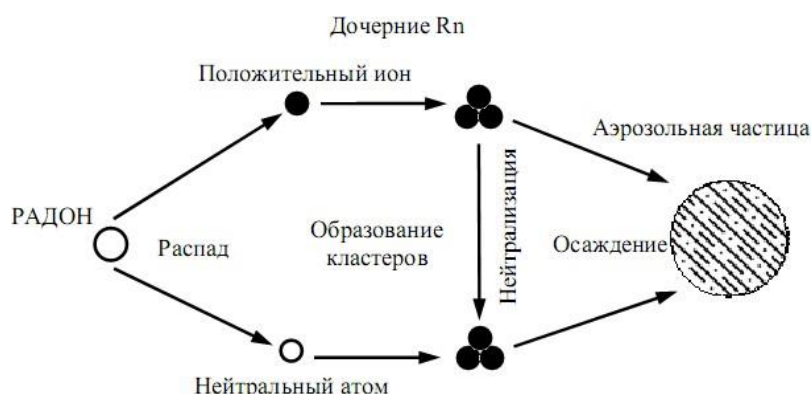 Дочерние Rn
Положительный ион
Аэрозольная частица
Нейтрализация
РАДОН
Распад
Образование
кластеров
Осаждение
Нейтральный атом